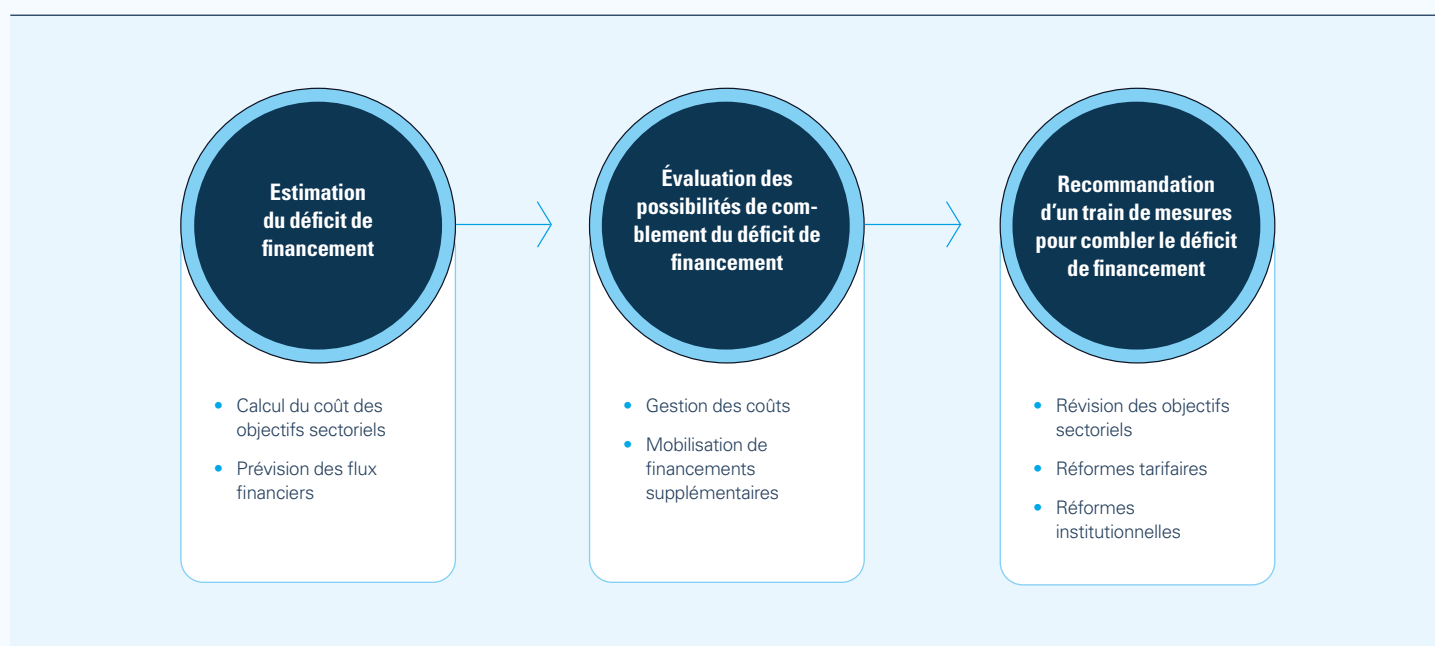 Estimation
du déficit de
financement
Calcul du coût des
objectifs sectoriels
Prévision des flux
financiers
Évaluation des
possibilités de com-
blement du déficit de
financement
Gestion des coûts
Mobilisation de
financements
supplémentaires
Recommandation
d'un train de mesures
pour combler le déficit
de financement
Révision des objectifs
sectoriels
Réformes tarifaires
Réformes
institutionnelles